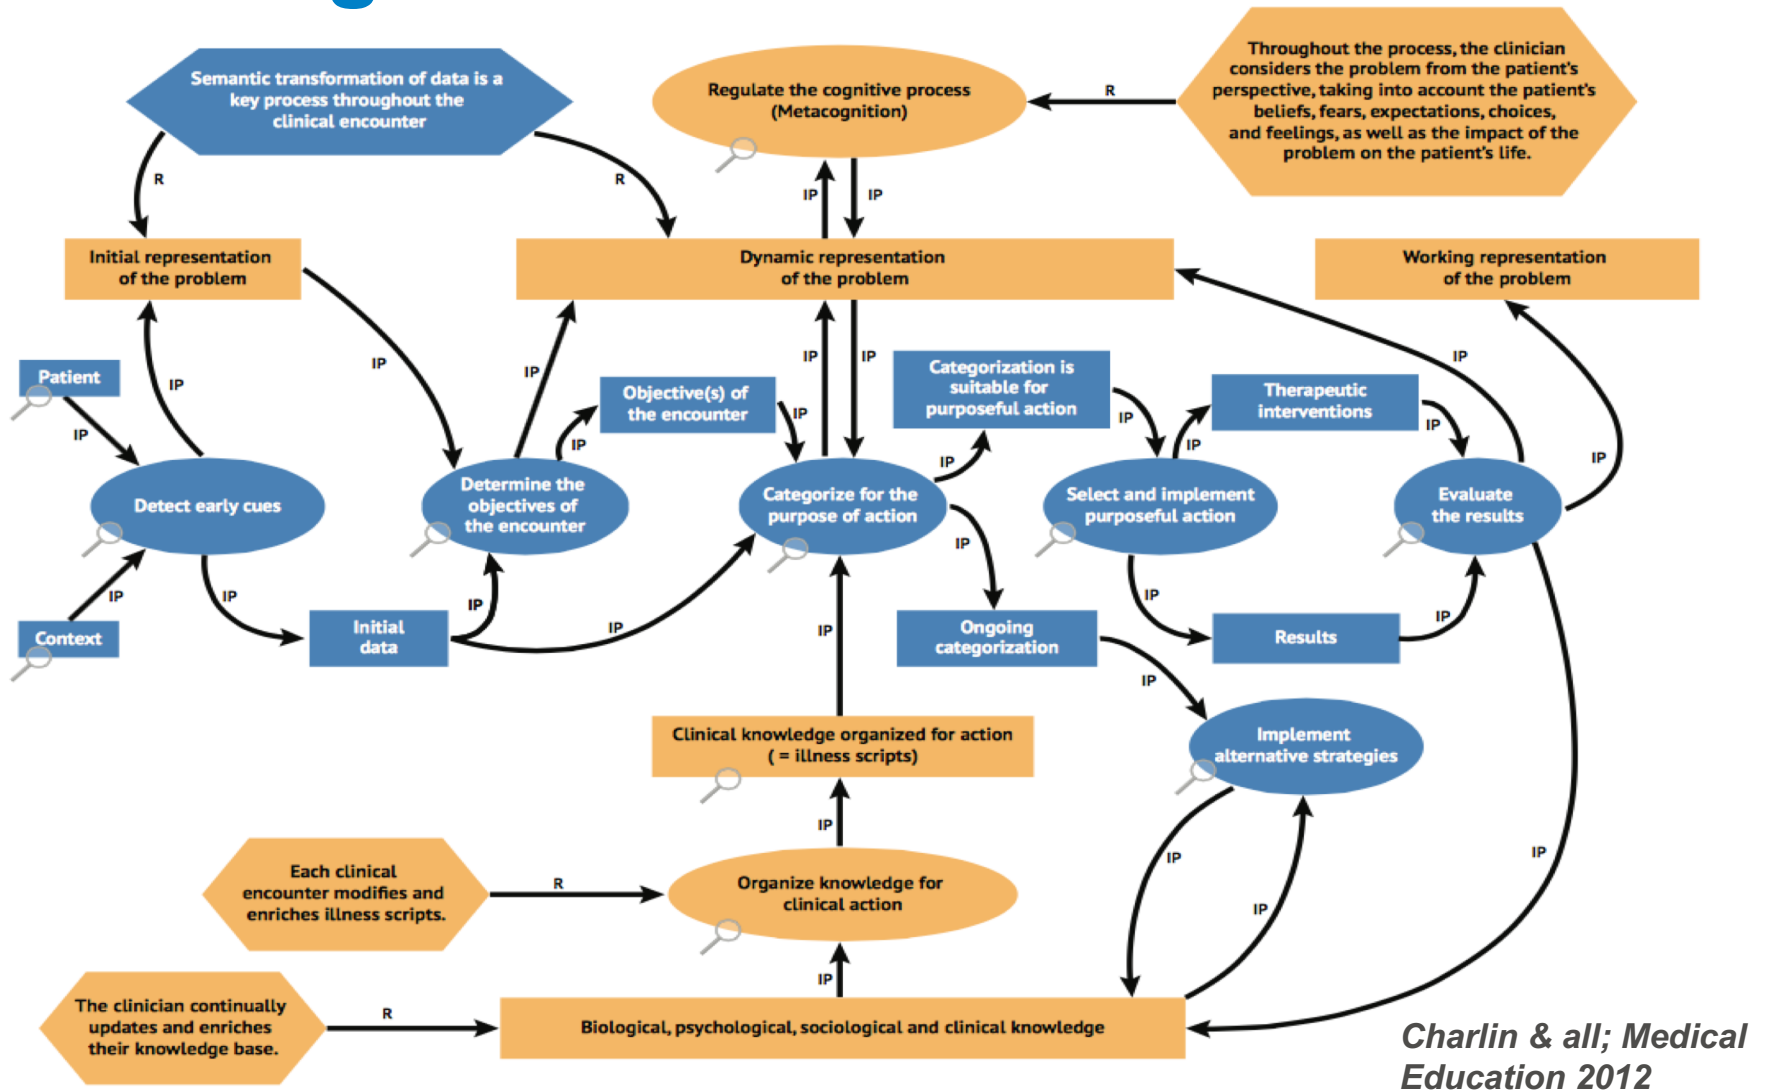 Semantic transformation of data is a
key process throughout the
clinical encounter
Regulate the cognitive process
(Metacognition)
Throughout the process, the clinician
considers the problem from the patient's
perspective, taking into account the patient's
beliefs, fears, expectations, choices,
and feelings, as well as the impact of the
problem on the patient's life.
R
R
R
IP
IP
Initial representation
of the problem
Dynamic representation
of the problem
Working representation
of the problem
Patient
IP
IP
IP
IP
IP
IP
IP
Objective(s) of
the encounter
IP
IP
Categorization is
suitable for
purposeful action
IP
Therapeutic
interventions
IP
IP
IP
IP
IP
Detect early cues
Determine the
objectives of
the encounter
Categorize for the
purpose of action
Select and implement
purposeful action
Evaluate
the results
IP
IP
IP
IP
IP
IP
IP
IP
Context
Initial
data
Ongoing
categorization
Results
IP
Clinical knowledge organized for action
( = illness scripts)
Implement
alternative strategies
IP
IP
IP
IP
Each clinical
encounter modifies and
enriches illness scripts.
R
Organize knowledge for
clinical action
IP
The clinician continually
updates and enriches
their knowledge base.
R
Biological, psychological, sociological and clinical knowledge
Charlin & all; Medical
Education 2012